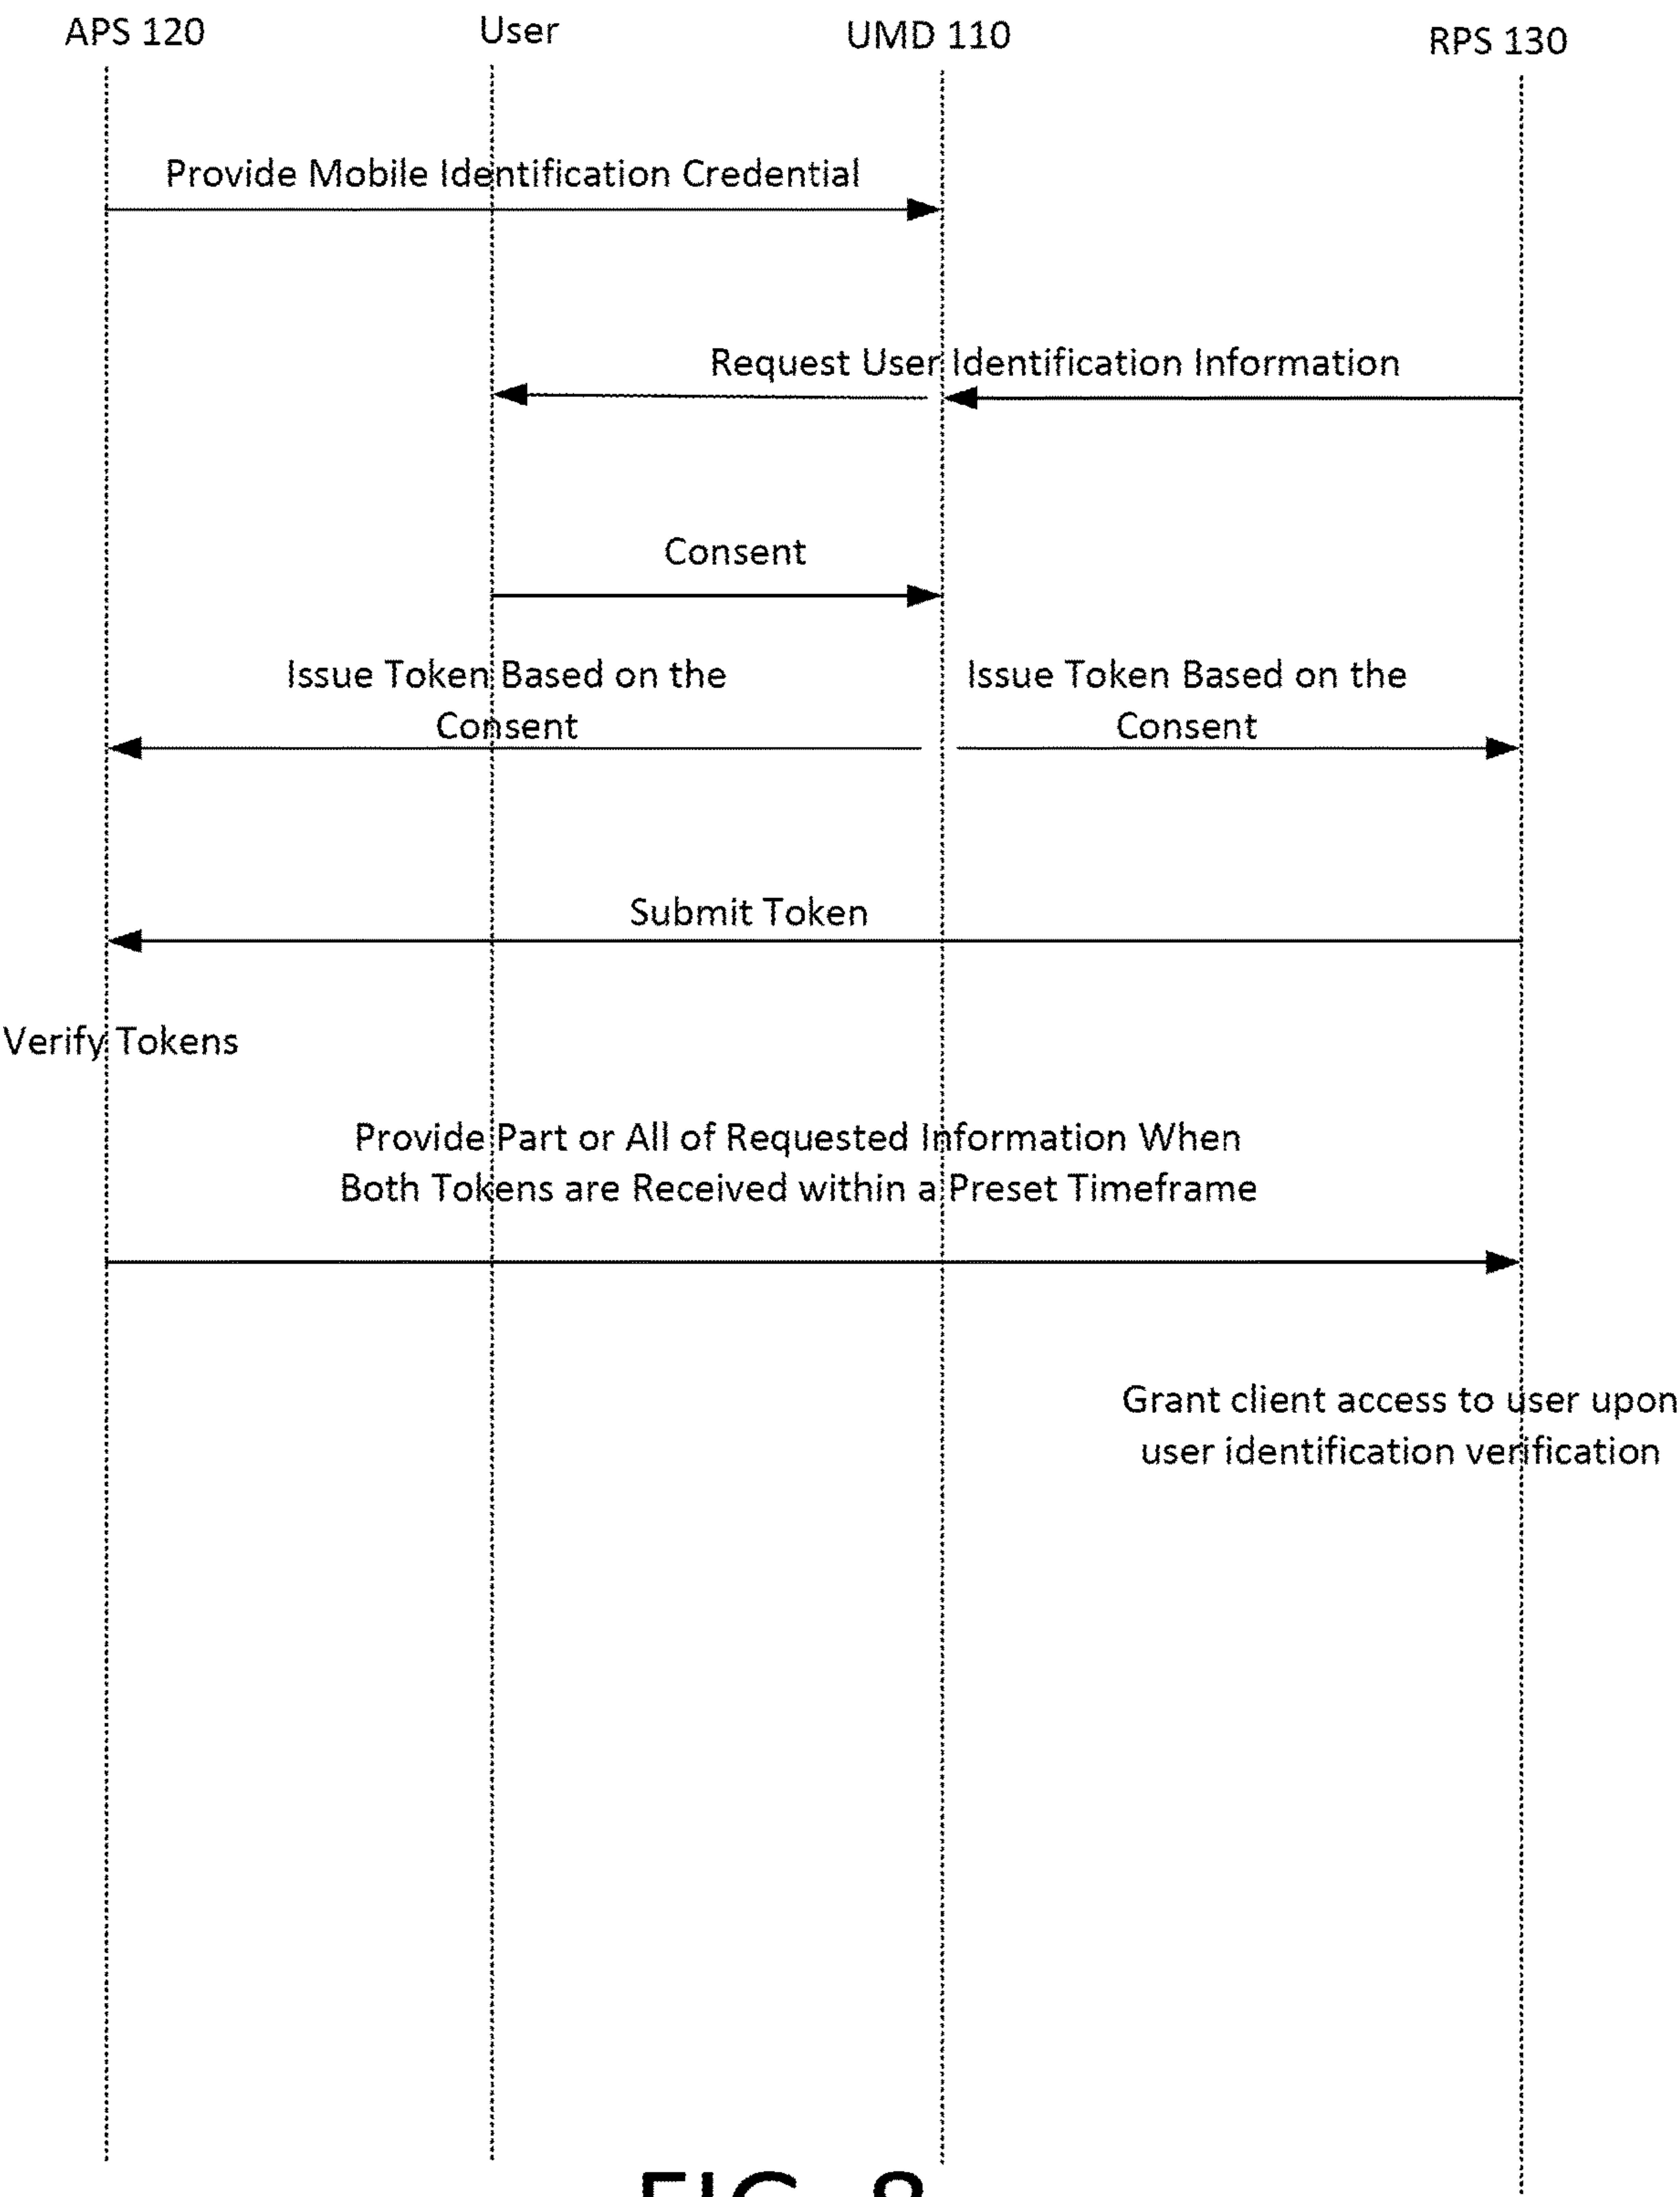 APS 120
User
UMD 110
RPS 130
Provide Mobile Identification Credential
Request User Identification Information
Consent
Issue Token Based on the
Consent
Issue Token Based on the
Consent
Submit Token
Verify Tokens
Provide Part or All of Requested Information When
Both Tokens are Received within a Preset Timeframe
Grant client access to user upon
user identification verification
FIG. 8